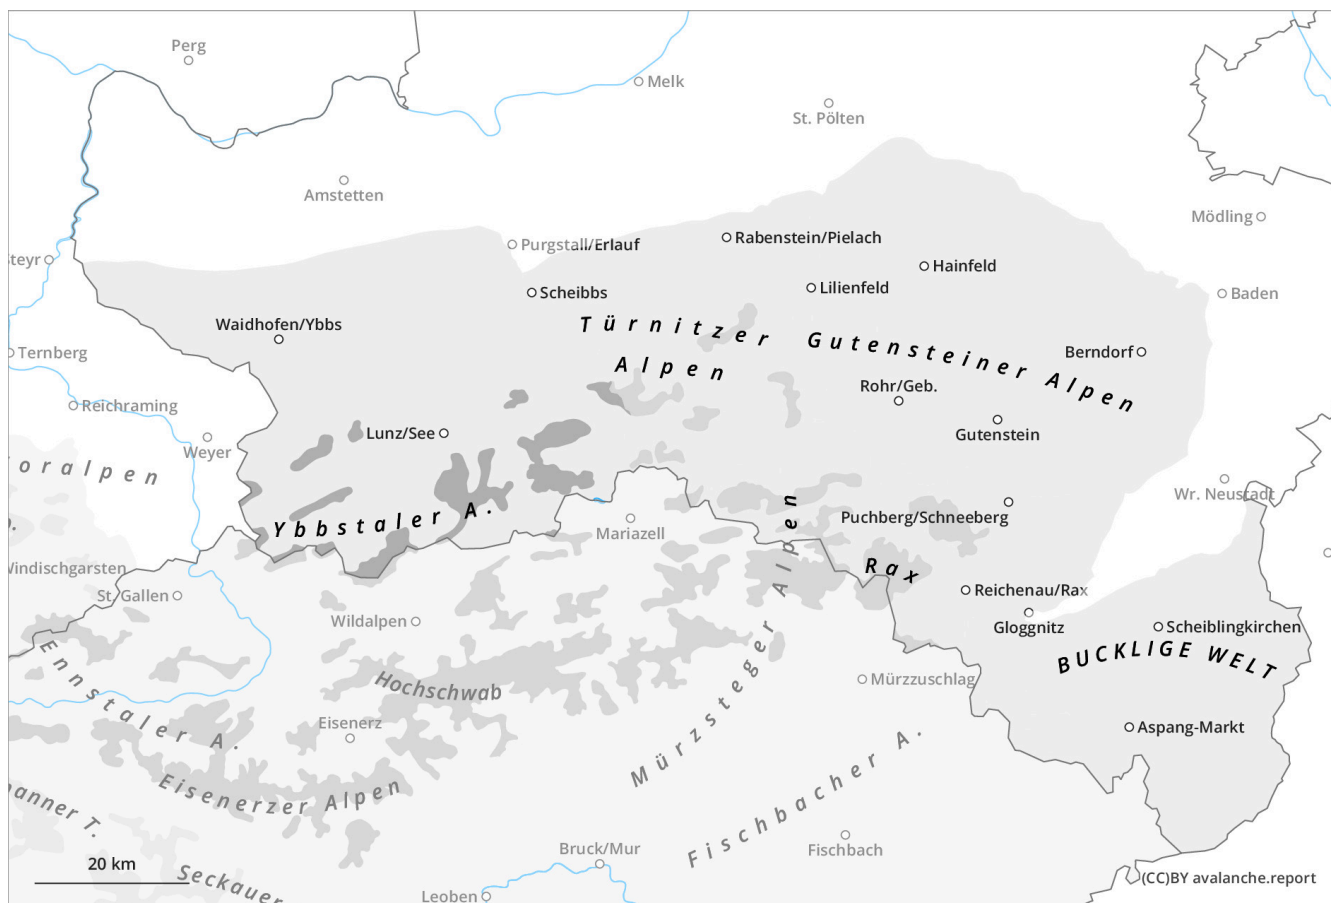 Perg
Melk
St. Pölten
Amstetten
Mödling
Purgstall/Erlauf
Rabenstein/Pielach
steyr
Hainfeld
Scheibbs
Lilienfeld
Baden
Waidhofen/Ybbs
Türnitzer
Gutensteiner Alpen
Ternberg
Berndorf
Alpen
Rohr/Geb.
Reichraming
Lunz/See
Gutenstein
Weyer
oralpen
Wr. Neustadt
Ybbstaler A.
Puchberg/Schneeberg
Mariazell
Windischgarsten
Rax
St. Gallen
Reichenau/Rax
Wildalpen
Gloggnitz
Scheiblingkirchen
BUCKLIGE WELT
Ennstaler A.
Hochschwab
Mürzsteger Alpen
Mürzzuschlag
Eisenerz
Aspang-Markt
Eisenerzer Alpen
Fischbacher A.
anner T.
Fischbach
Bruck/Mur
20 km
Seckauer
Leoben
(CC)BY avalanche.report